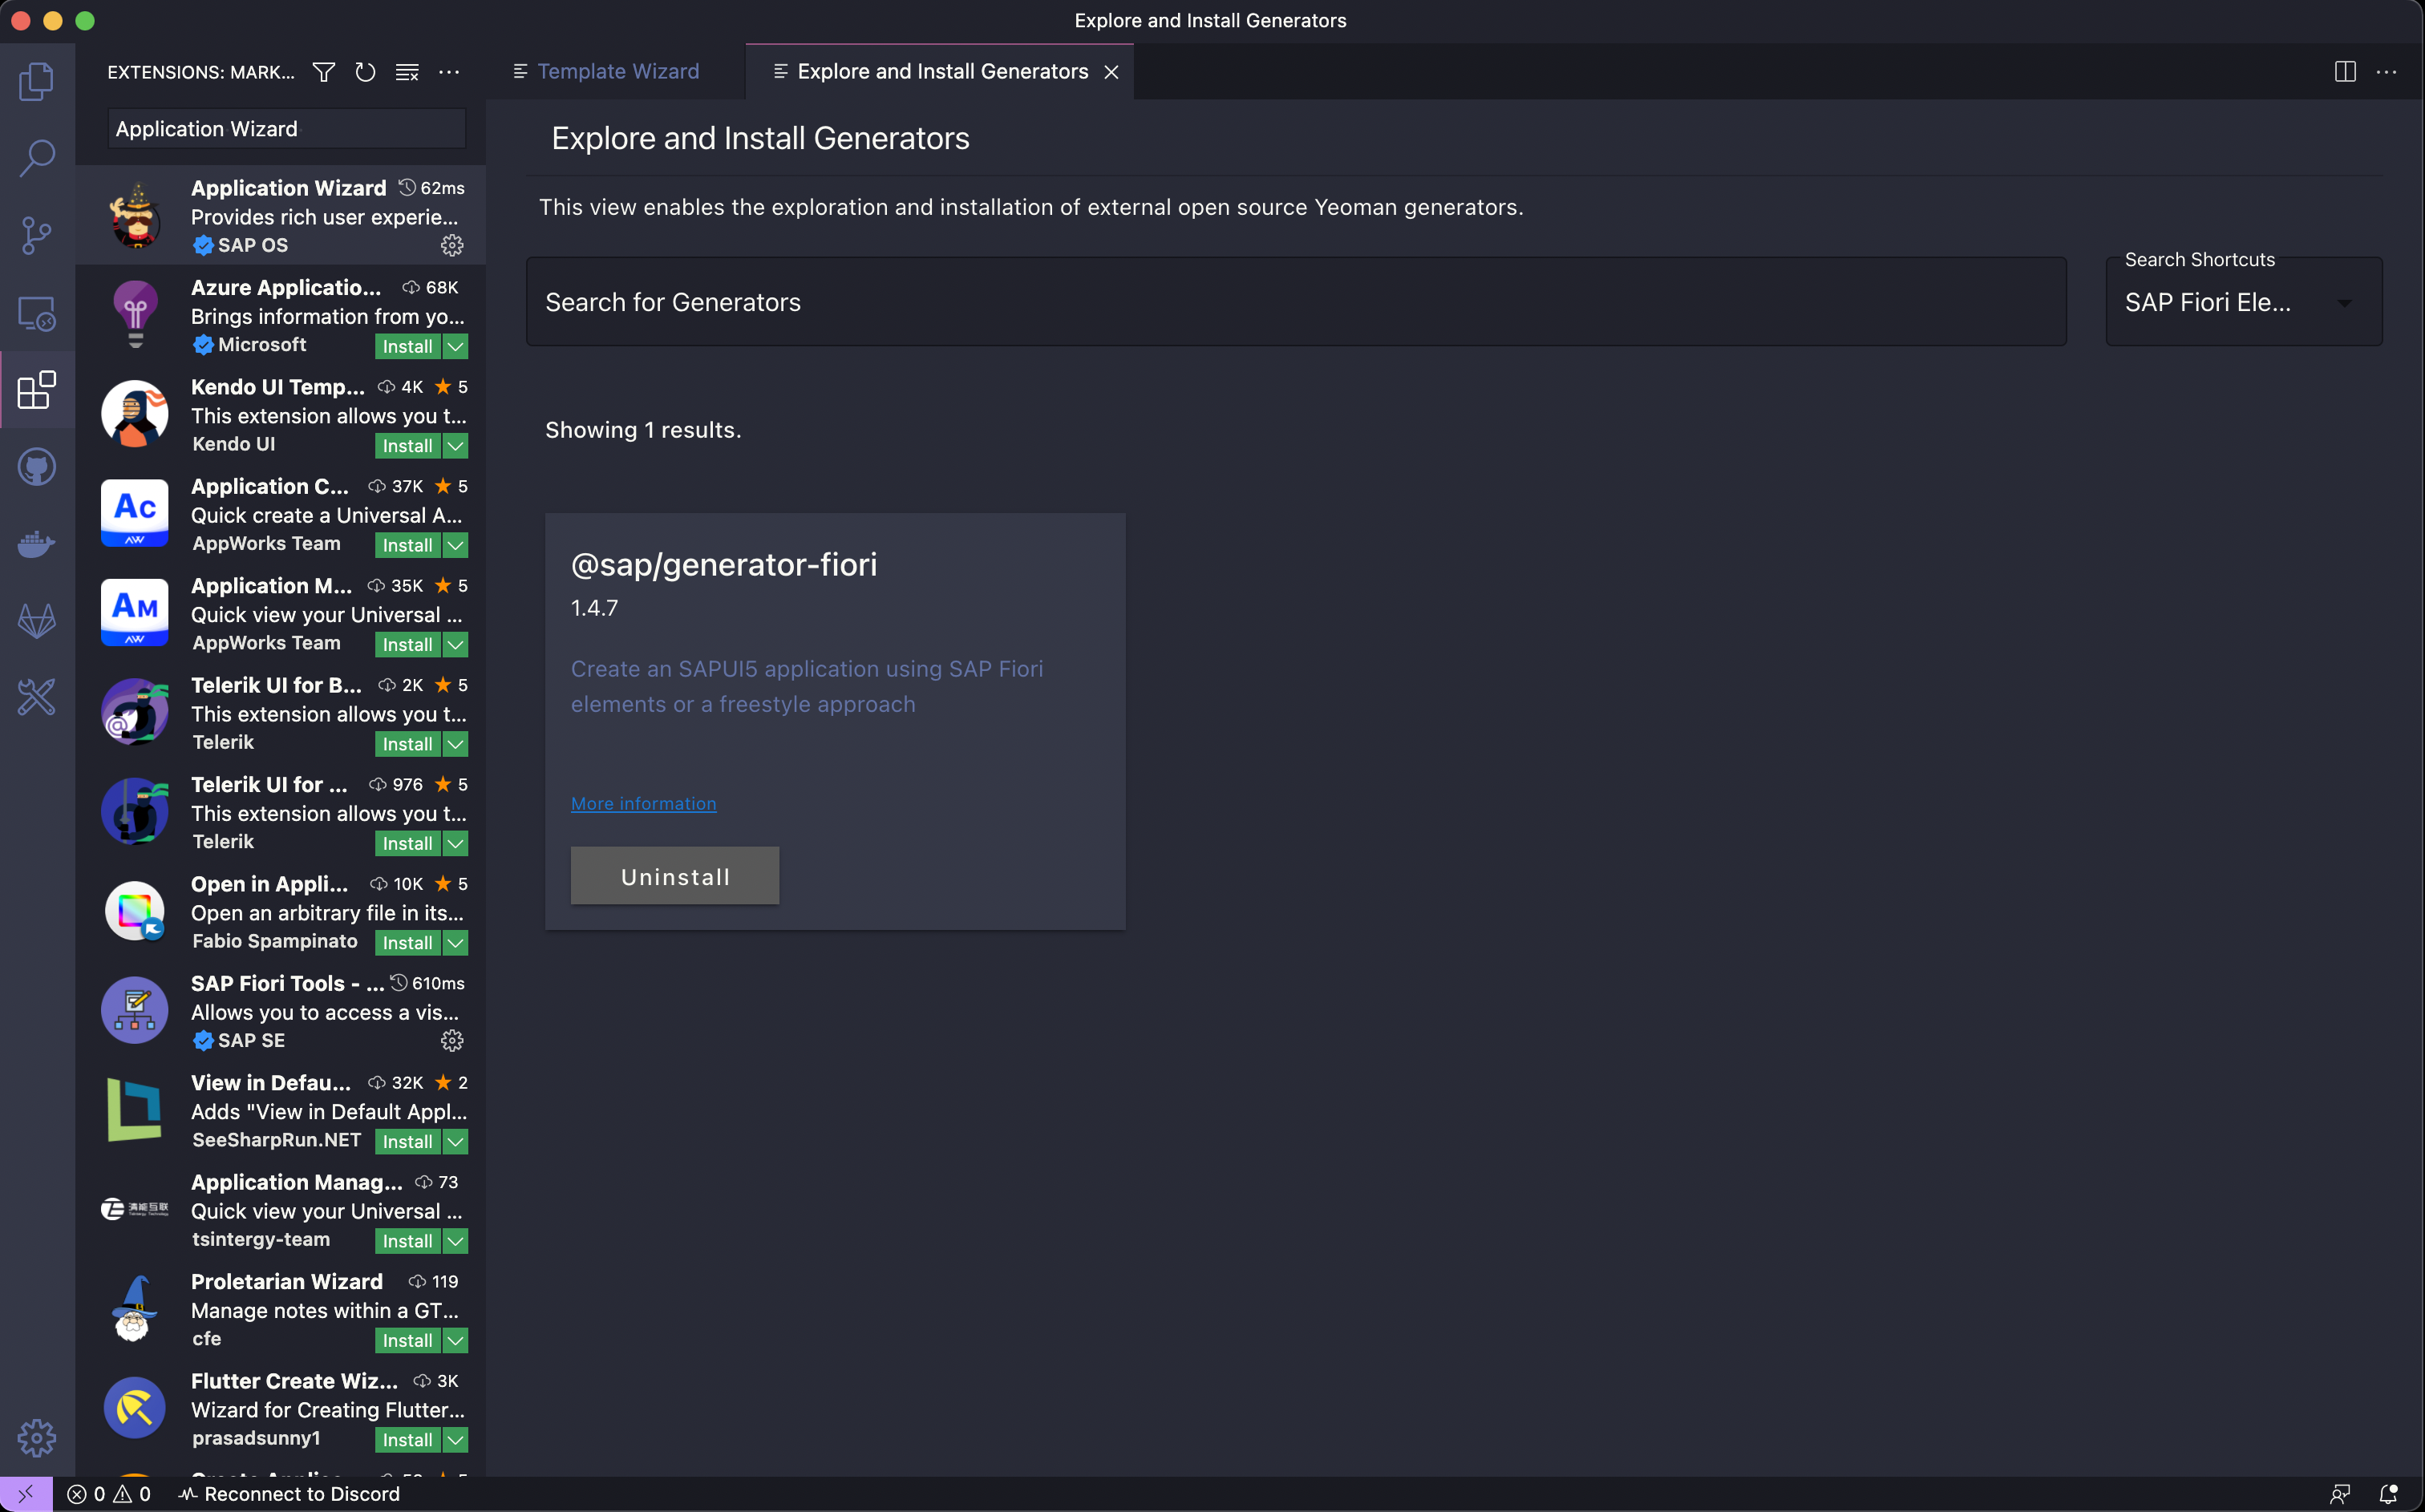 Explore and Install Generators
EXTENSIONS: MARK...
Template Wizard
Explore and Install Generators
Application Wizard
Application Wizard 62ms
Provides rich user experie...
SAP OS
Azure Applicatio... 68K
Brings information from yo...
Microsoft Install
Kendo UI Temp... 4K ★ 5
This extension allows you t...
Kendo UI Install
Ac
AW
Application C... 37K ★ 5
Quick create a Universal A...
AppWorks Team Install
AM
AW
Application M... 35K ★ 5
Quick view your Universal ...
AppWorks Team Install
Telerik UI for B... 2K ★ 5
This extension allows you t...
Telerik Install
Telerik UI for ... 976 ★ 5
This extension allows you t...
Telerik Install
Open in Appli... 10K ★ 5
Open an arbitrary file in its...
Fabio Spampinato Install
SAP Fiori Tools - ... 610ms
Allows you to access a vis...
SAP SE
View in Defau... 32K ★ 2
Adds "View in Default Appl...
SeeSharpRun.NET Install
清能互联
Application Manag... 73
Quick view your Universal ...
tsintergy-team Install
Proletarian Wizard 119
Manage notes within a GT...
cfe Install
Flutter Create Wiz... 3K
Wizard for Creating Flutter...
prasadsunny1 Install
Explore and Install Generators
This view enables the exploration and installation of external open source Yeoman generators.
Search for Generators
Search Shortcuts
SAP Fiori Ele...
Showing 1 results.
@sap/generator-fiori
1.4.7
Create an SAPUI5 application using SAP Fiori
elements or a freestyle approach
More information
Uninstall
0 0 Reconnect to Discord